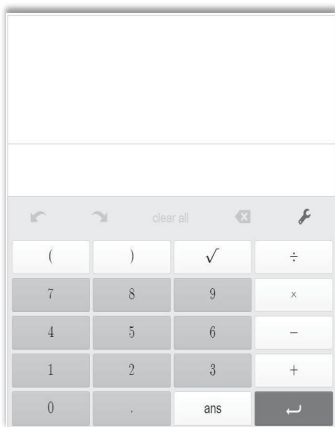 clear all
( ) √ ÷
7 8 9 ×
4 5 6 −
1 2 3 +
0 . ans